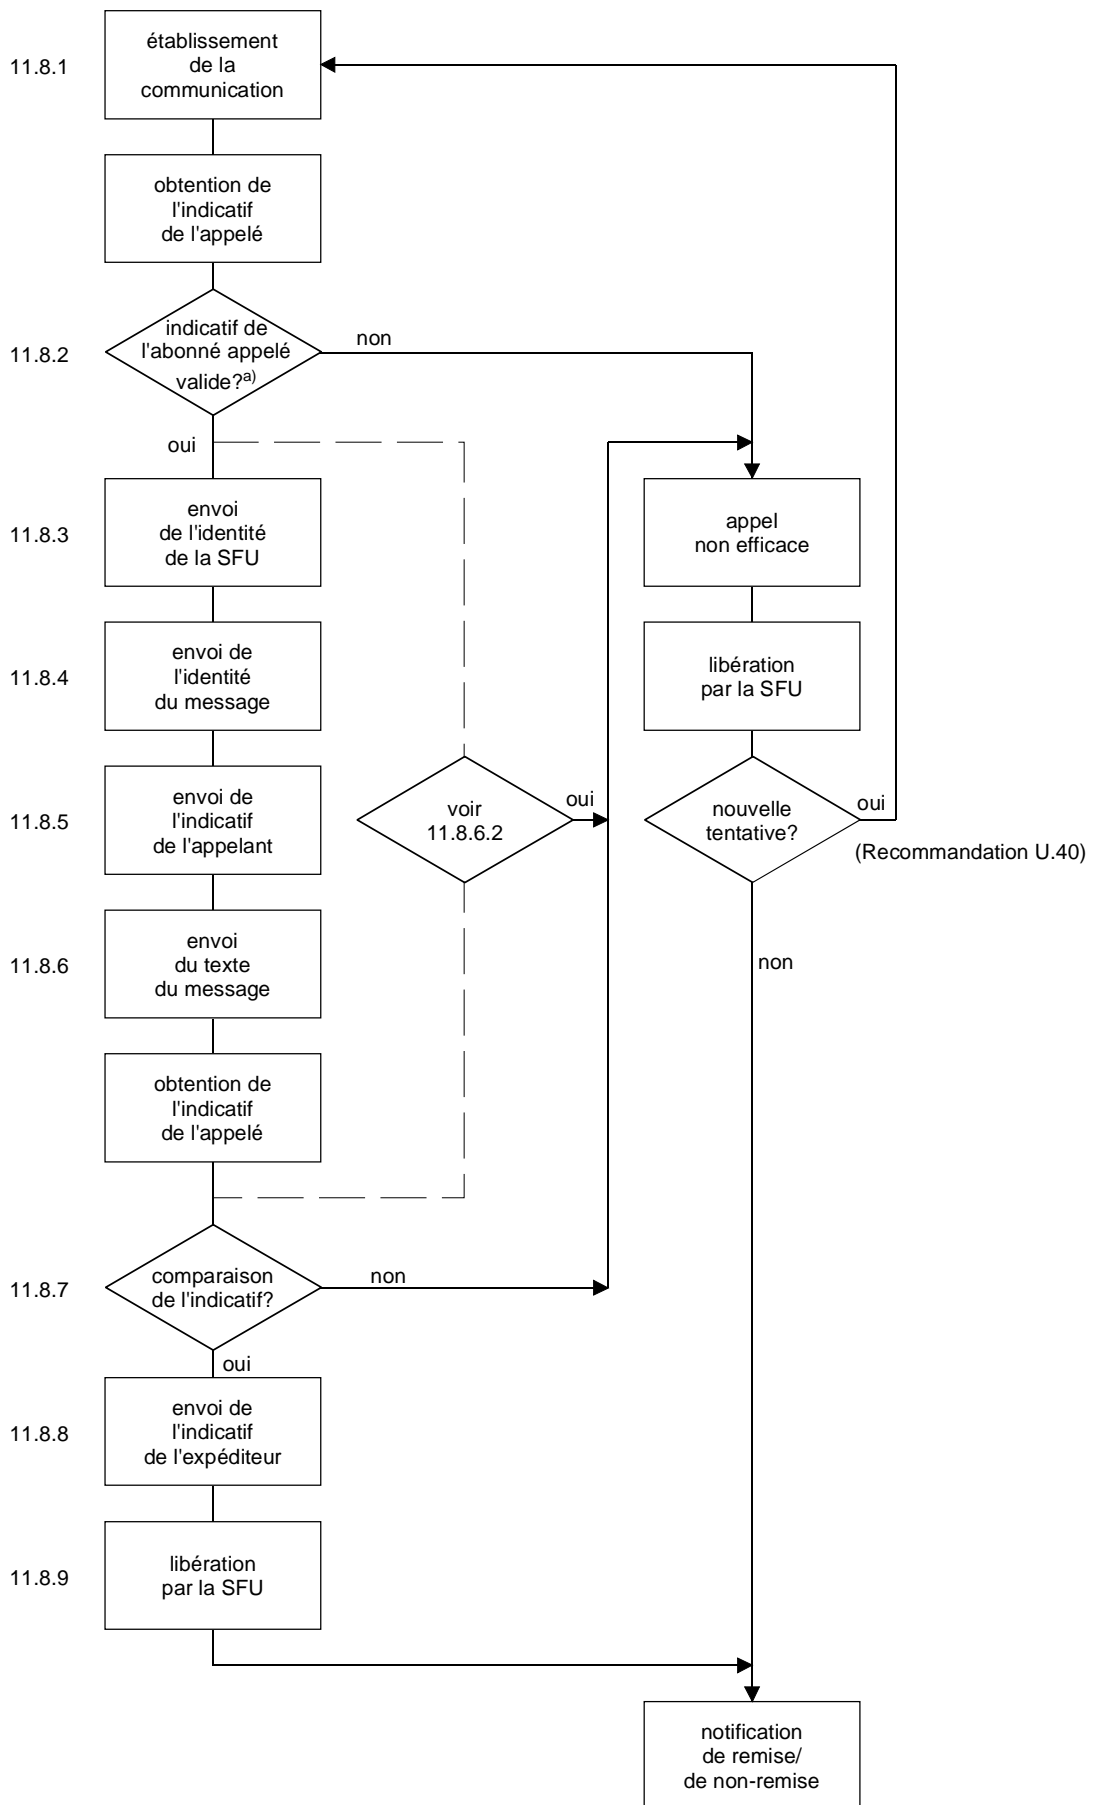 11.8.1
établissement
de la
communication
obtention de
l'indicatif
de l'appelé
11.8.2
indicatif de
l'abonné appelé
valide?a)
non
oui
11.8.3
envoi
de l'identité
de la SFU
appel
non efficace
11.8.4
envoi de
l'identité
du message
libération
par la SFU
11.8.5
envoi de
l'indicatif
de l'appelant
voir
11.8.6.2
oui
nouvelle
tentative?
oui
(Recommandation U.40)
11.8.6
envoi
du texte
du message
non
obtention de
l'indicatif
de l'appelé
11.8.7
comparaison
de l'indicatif?
non
oui
11.8.8
envoi de
l'indicatif
de l'expéditeur
11.8.9
libération
par la SFU
notification
de remise/
de non-remise